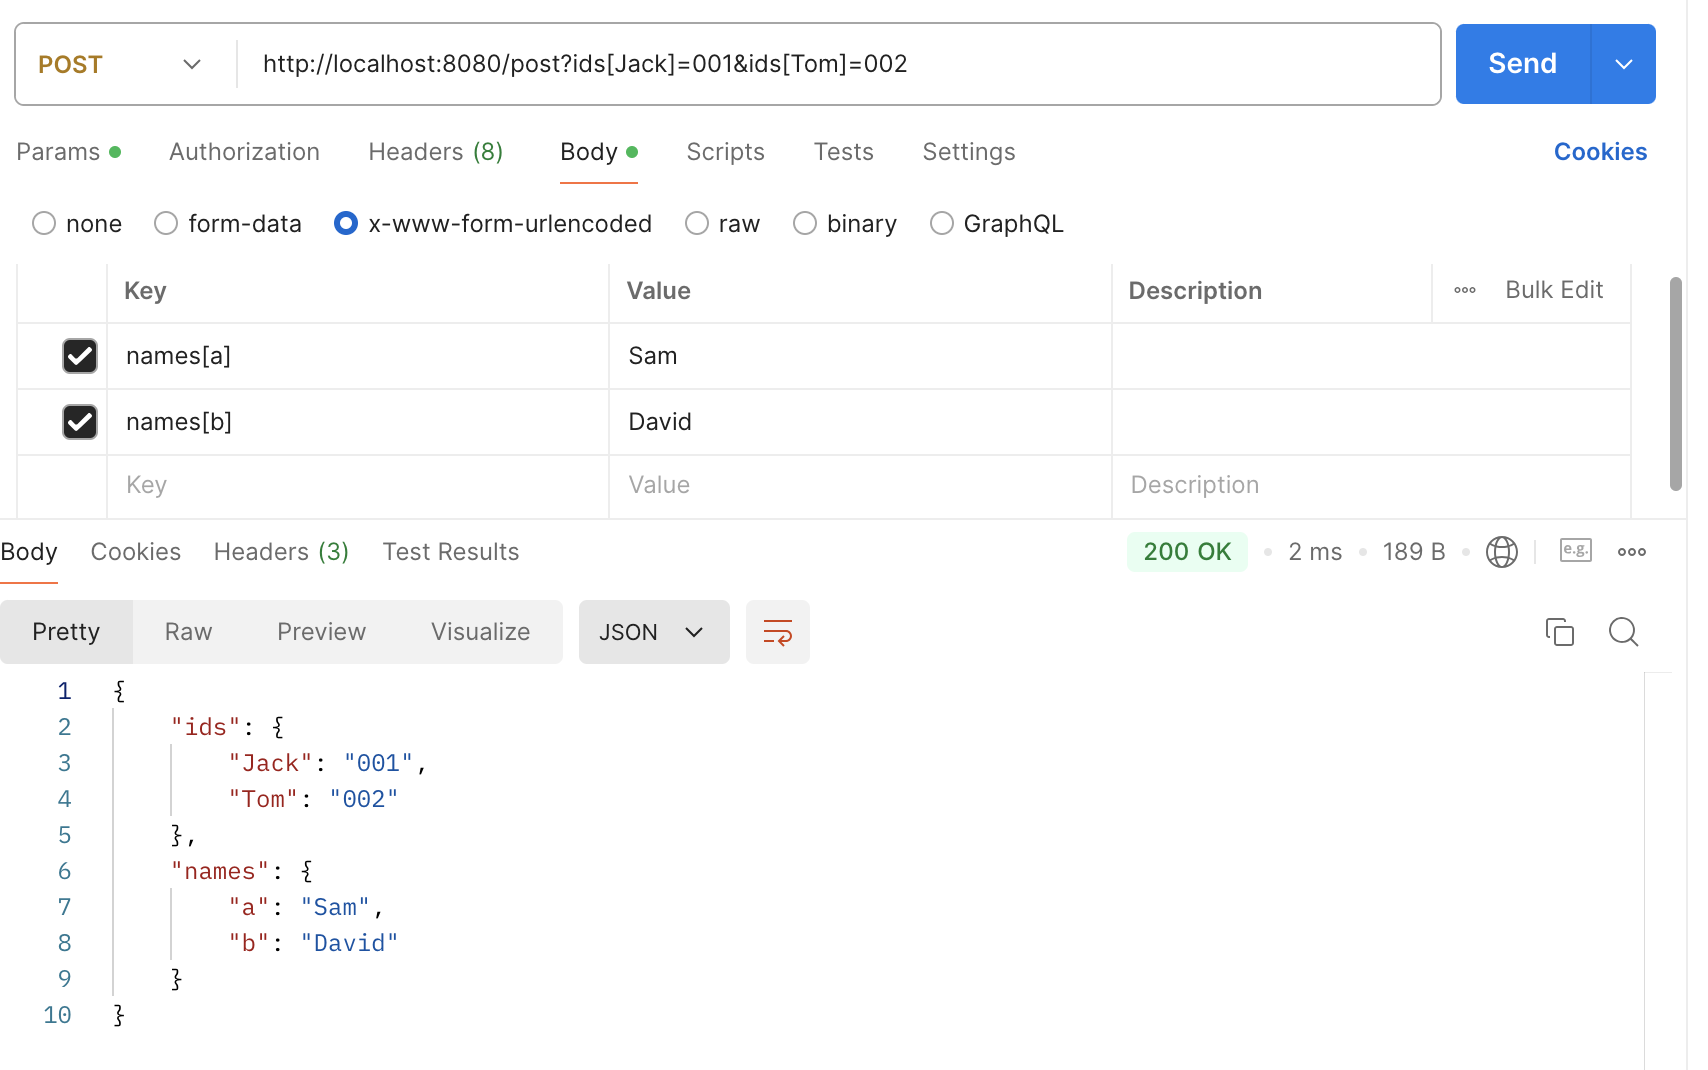 POST http://localhost:8080/post?ids[Jack]=001&ids[Tom]=002 Send
Params Authorization Headers (8) Body Scripts Tests Settings Cookies
none form-data x-www-form-urlencoded raw binary GraphQL
Key Value Description Bulk Edit
names[a] Sam
names[b] David
Key Value Description
Body Cookies Headers (3) Test Results 200 OK 2 ms 189 B e.g.
Pretty Raw Preview Visualize JSON
1 {
2 "ids": {
3 "Jack": "001",
4 "Tom": "002"
5 },
6 "names": {
7 "a": "Sam",
8 "b": "David"
9 }
10 }